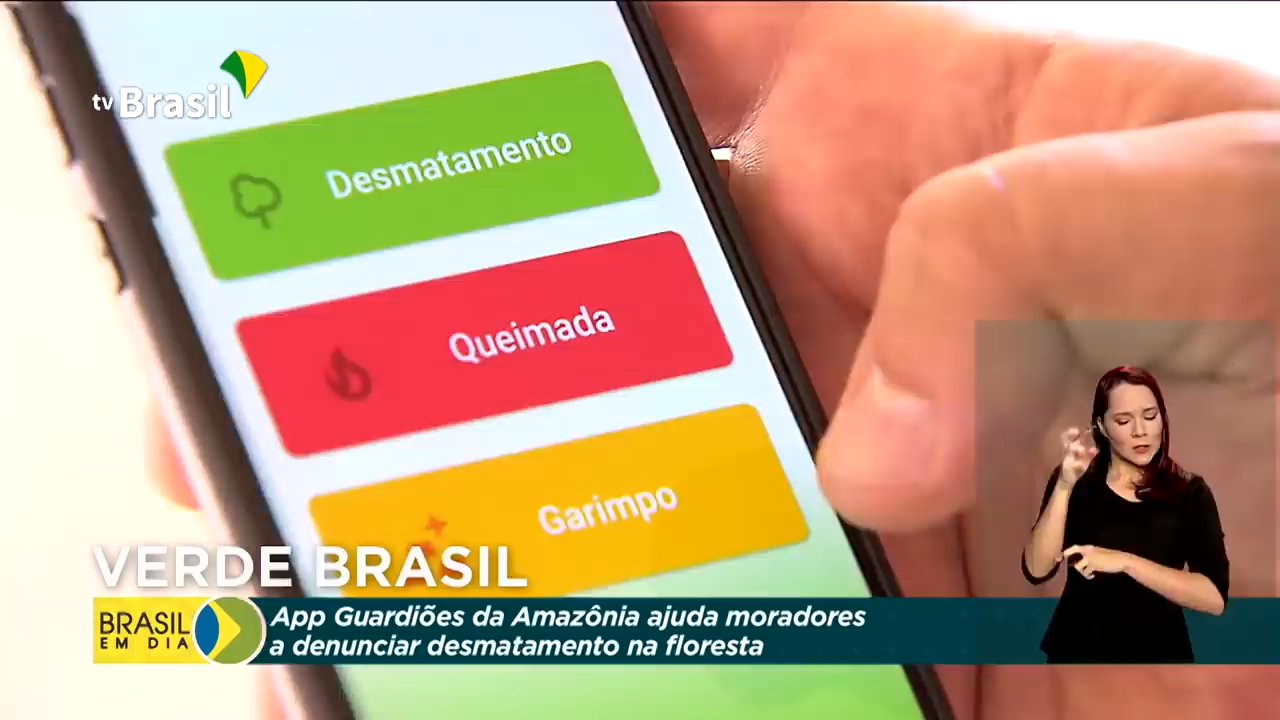 tv Brasil
Desmatamento
Queimada
Garimpo
VERDE BRASIL
BRASIL
EM DIA
App Guardiões da Amazônia ajuda moradores
a denunciar desmatamento na floresta